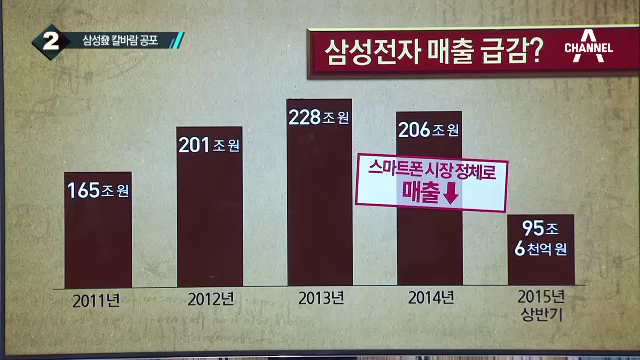 2 삼성發 칼바람 공포
삼성전자 매출 급감?
CHANNEL A
165조 원
201조 원
228조 원
206조 원
스마트폰 시장 정체로
매출↓
95조
6천억 원
2011년
2012년
2013년
2014년
2015년
상반기